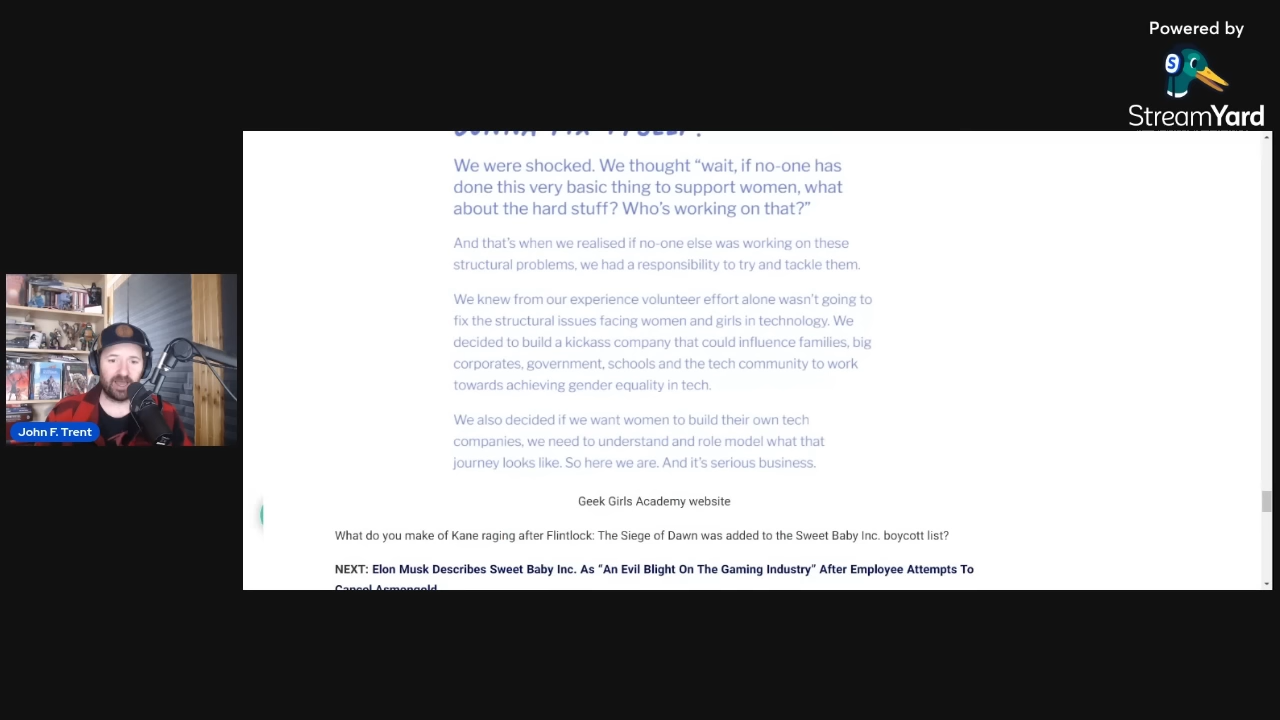 Powered by
S
StreamYard
We were shocked. We thought “wait, if no-one has
done this very basic thing to support women, what
about the hard stuff? Who’s working on that?”
And that’s when we realised if no-one else was working on these
structural problems, we had a responsibility to try and tackle them.
We knew from our experience volunteer effort alone wasn’t going to
fix the structural issues facing women and girls in technology. We
decided to build a kickass company that could influence families, big
corporates, government, schools and the tech community to work
towards achieving gender equality in tech.
We also decided if we want women to build their own tech
companies, we need to understand and role model what that
journey looks like. So here we are. And it’s serious business.
John F. Trent
Geek Girls Academy website
What do you make of Kane raging after Flintlock: The Siege of Dawn was added to the Sweet Baby Inc. boycott list?
NEXT: Elon Musk Describes Sweet Baby Inc. As “An Evil Blight On The Gaming Industry” After Employee Attempts To
Cancel Asmongold